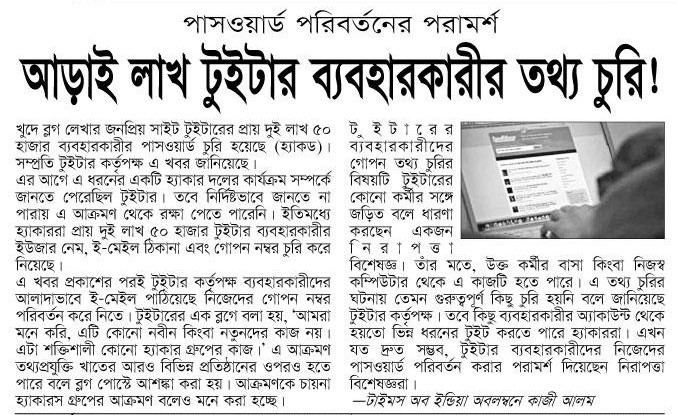 পাসওয়ার্ড পরিবর্তনের পরামর্শ
আড়াই লাখ টুইটার ব্যবহারকারীর তথ্য চুরি!
খুদে ব্লগ লেখার জনপ্রিয় সাইট টুইটারের প্রায় দুই লাখ ৫০
হাজার ব্যবহারকারীর পাসওয়ার্ড চুরি হয়েছে (হ্যাকড)।
সম্প্রতি টুইটার কর্তৃপক্ষ এ খবর জানিয়েছে।
এর আগে এ ধরনের একটি হ্যাকার দলের কার্যক্রম সম্পর্কে
জানতে পেরেছিল টুইটার। তবে নির্দিষ্টভাবে জানতে না
পারায় এ আক্রমণ থেকে রক্ষা পেতে পারেনি। ইতিমধ্যে
হ্যাকাররা প্রায় দুই লাখ ৫০ হাজার টুইটার ব্যবহারকারীর
ইউজার নেম, ই-মেইল ঠিকানা এবং গোপন নম্বর চুরি করে
নিয়েছে।
এ খবর প্রকাশের পরই টুইটার কর্তৃপক্ষ ব্যবহারকারীদের
আলাদাভাবে ই-মেইল পাঠিয়েছে নিজেদের গোপন নম্বর
পরিবর্তন করে নিতে। টুইটারের এক ব্লগে বলা হয়, 'আমরা
মনে করি, এটি কোনো নবীন কিংবা নতুনদের কাজ নয়।
এটা শক্তিশালী কোনো হ্যাকার গ্রুপের কাজ।' এ আক্রমণ
তথ্যপ্রযুক্তি খাতের আরও বিভিন্ন প্রতিষ্ঠানের ওপরও হতে
পারে বলে ব্লগ পোস্টে আশঙ্কা করা হয়। আক্রমণকে চায়না
হ্যাকারস গ্রুপের আক্রমণ বলেও মনে করা হচ্ছে।
টুইটারের
ব্যবহারকারীদের
গোপন তথ্য চুরির
বিষয়টি টুইটারের
কোনো কর্মীর সঙ্গে
জড়িত বলে ধারণা
করছেন একজন
নিরাপত্তা
বিশেষজ্ঞ। তাঁর মতে, উক্ত কর্মীর বাসা কিংবা নিজস্ব
কম্পিউটার থেকে এ কাজটি হতে পারে। এ তথ্য চুরির
ঘটনায় তেমন গুরুত্বপূর্ণ কিছু চুরি হয়নি বলে জানিয়েছে
টুইটার কর্তৃপক্ষ। তবে কিছু ব্যবহারকারীর অ্যাকাউন্ট থেকে
হয়তো ভিন্ন ধরনের টুইট করতে পারে হ্যাকাররা। এখন
যত দ্রুত সম্ভব, টুইটার ব্যবহারকারীদের নিজেদের
পাসওয়ার্ড পরিবর্তন করার পরামর্শ দিয়েছেন নিরাপত্তা
বিশেষজ্ঞরা।
—টাইমস অব ইন্ডিয়া অবলম্বনে কাজী আলম